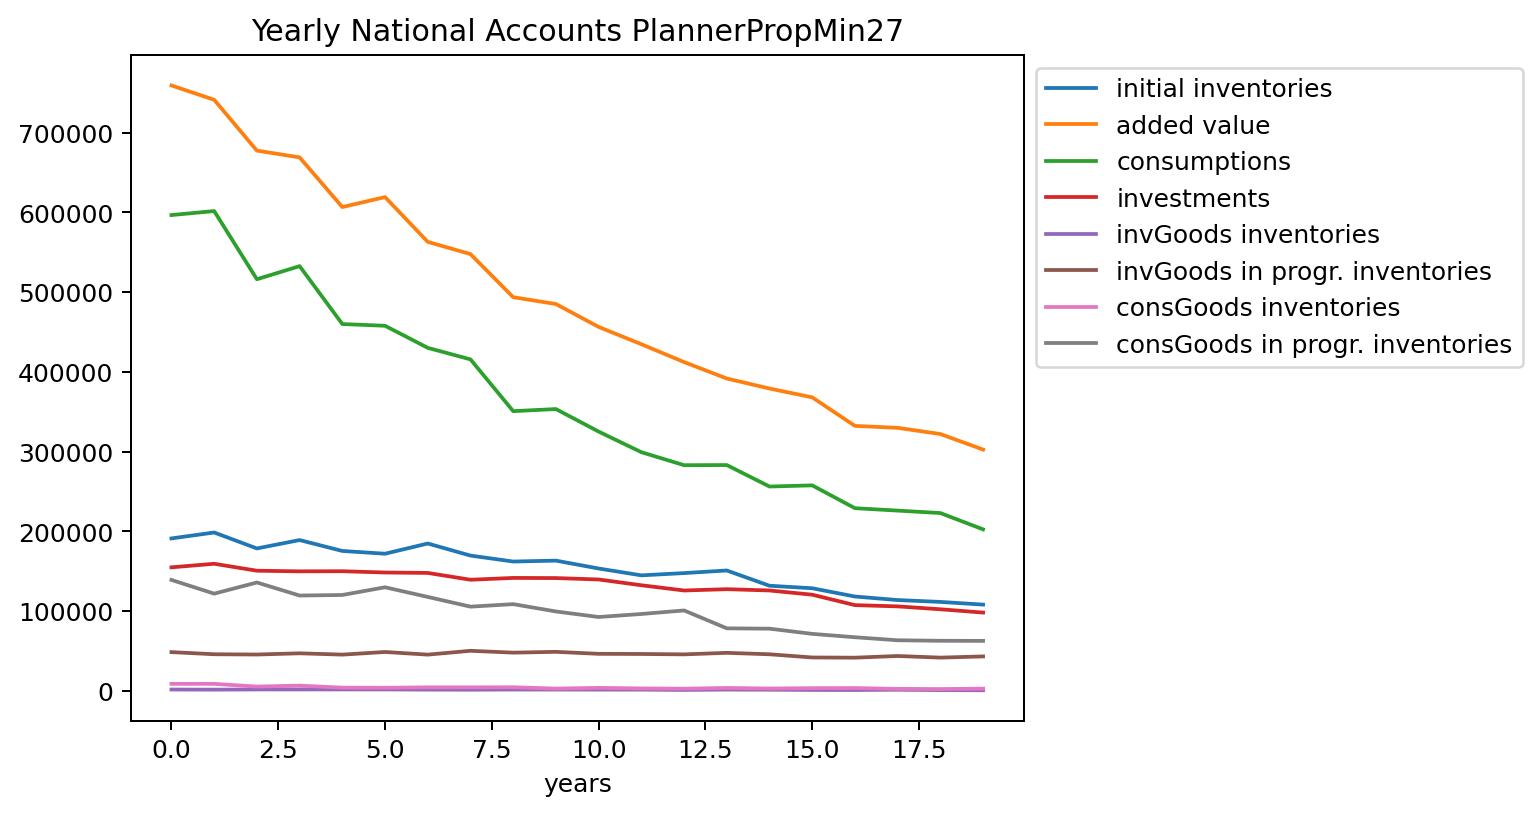 Yearly National Accounts PlannerPropMin27
700000
600000
500000
400000
300000
200000
100000
0
0.0 2.5 5.0 7.5 10.0 12.5 15.0 17.5
years
initial inventories
added value
consumptions
investments
invGoods inventories
invGoods in progr. inventories
consGoods inventories
consGoods in progr. inventories